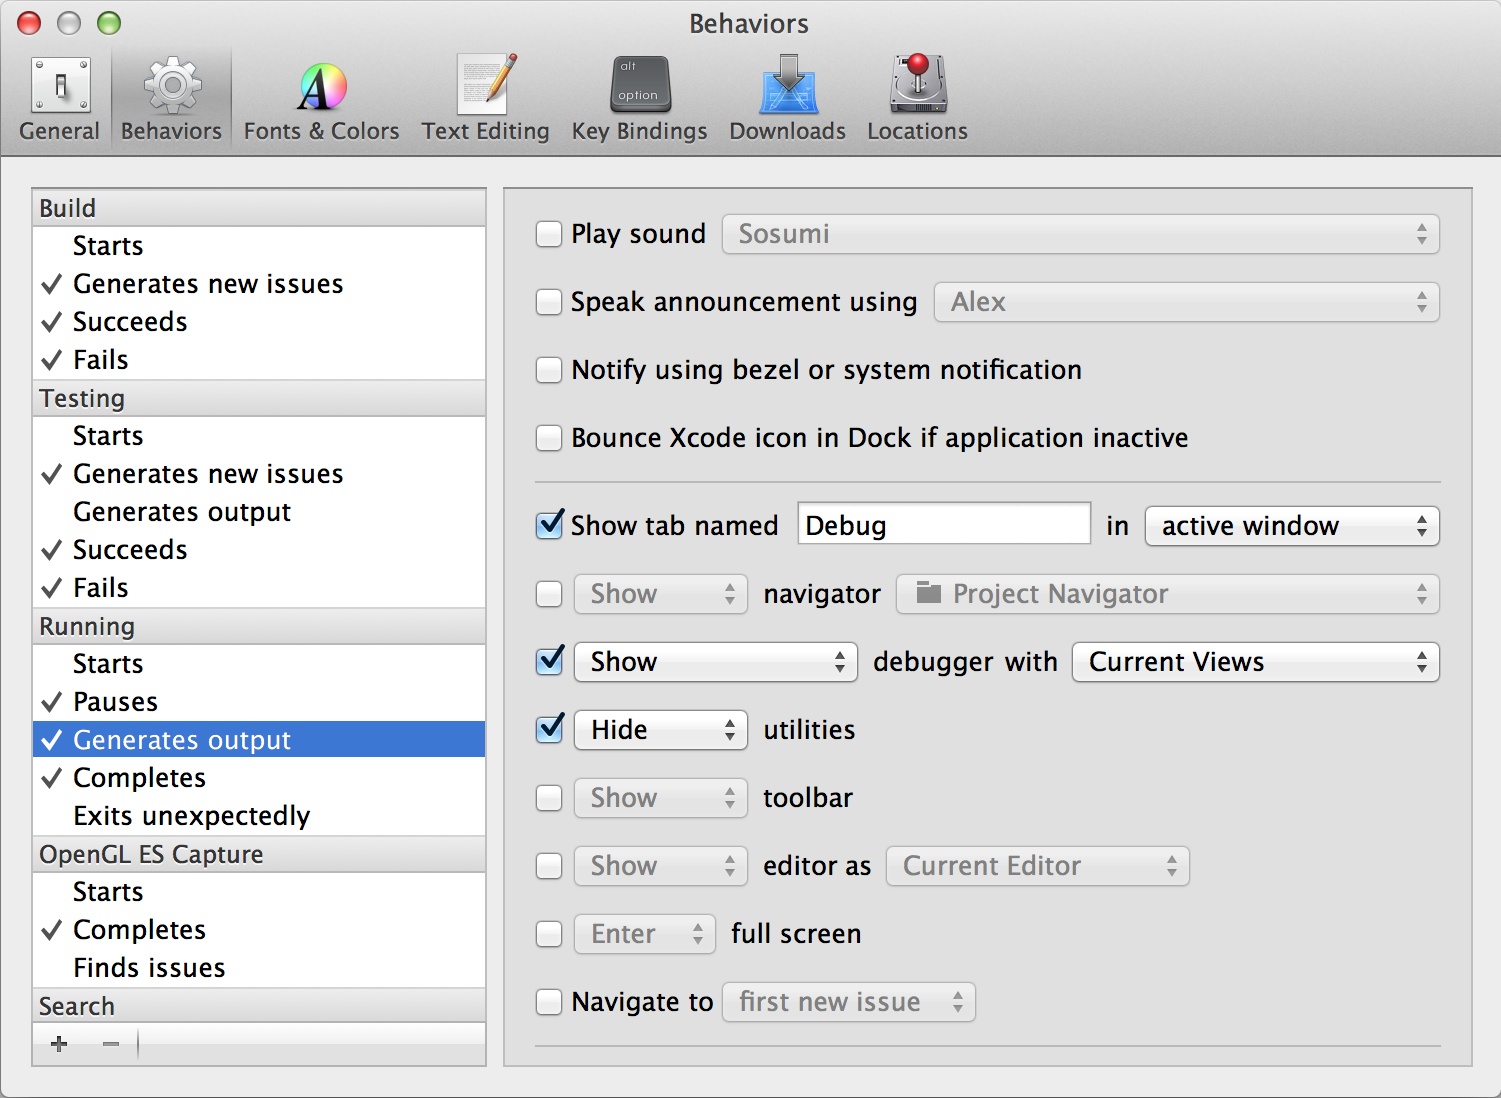 Behaviors
alt
option
General Behaviors Fonts & Colors Text Editing Key Bindings Downloads Locations
Build
Starts
Generates new issues
Succeeds
Fails
Testing
Starts
Generates new issues
Generates output
Succeeds
Fails
Running
Starts
Pauses
Generates output
Completes
Exits unexpectedly
OpenGL ES Capture
Starts
Completes
Finds issues
Search
Play sound Sosumi
Speak announcement using Alex
Notify using bezel or system notification
Bounce Xcode icon in Dock if application inactive
Show tab named Debug in active window
Show navigator Project Navigator
Show debugger with Current Views
Hide utilities
Show toolbar
Show editor as Current Editor
Enter full screen
Navigate to first new issue